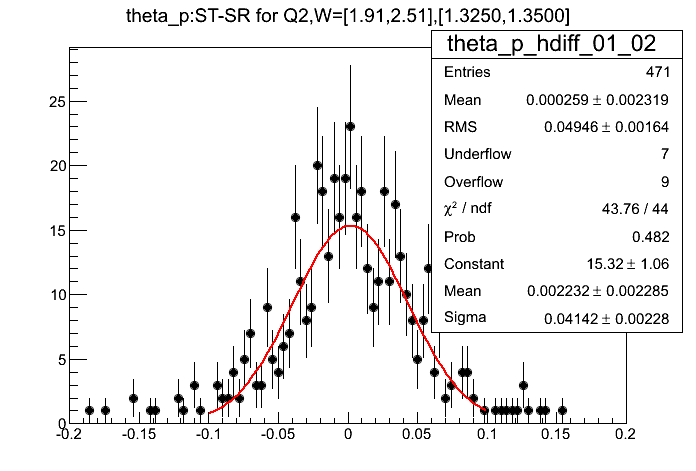 theta_p:ST-SR for Q2,W=[1.91,2.51],[1.3250,1.3500]
theta_p_hdiff_01_02
Entries 471
Mean 0.000259 ± 0.002319
RMS 0.04946 ± 0.00164
Underflow 7
Overflow 9
χ² / ndf 43.76 / 44
Prob 0.482
Constant 15.32 ± 1.06
Mean 0.002232 ± 0.002285
Sigma 0.04142 ± 0.00228
25
20
15
10
5
0
-0.2 -0.15 -0.1 -0.05 0 0.05 0.1 0.15 0.2